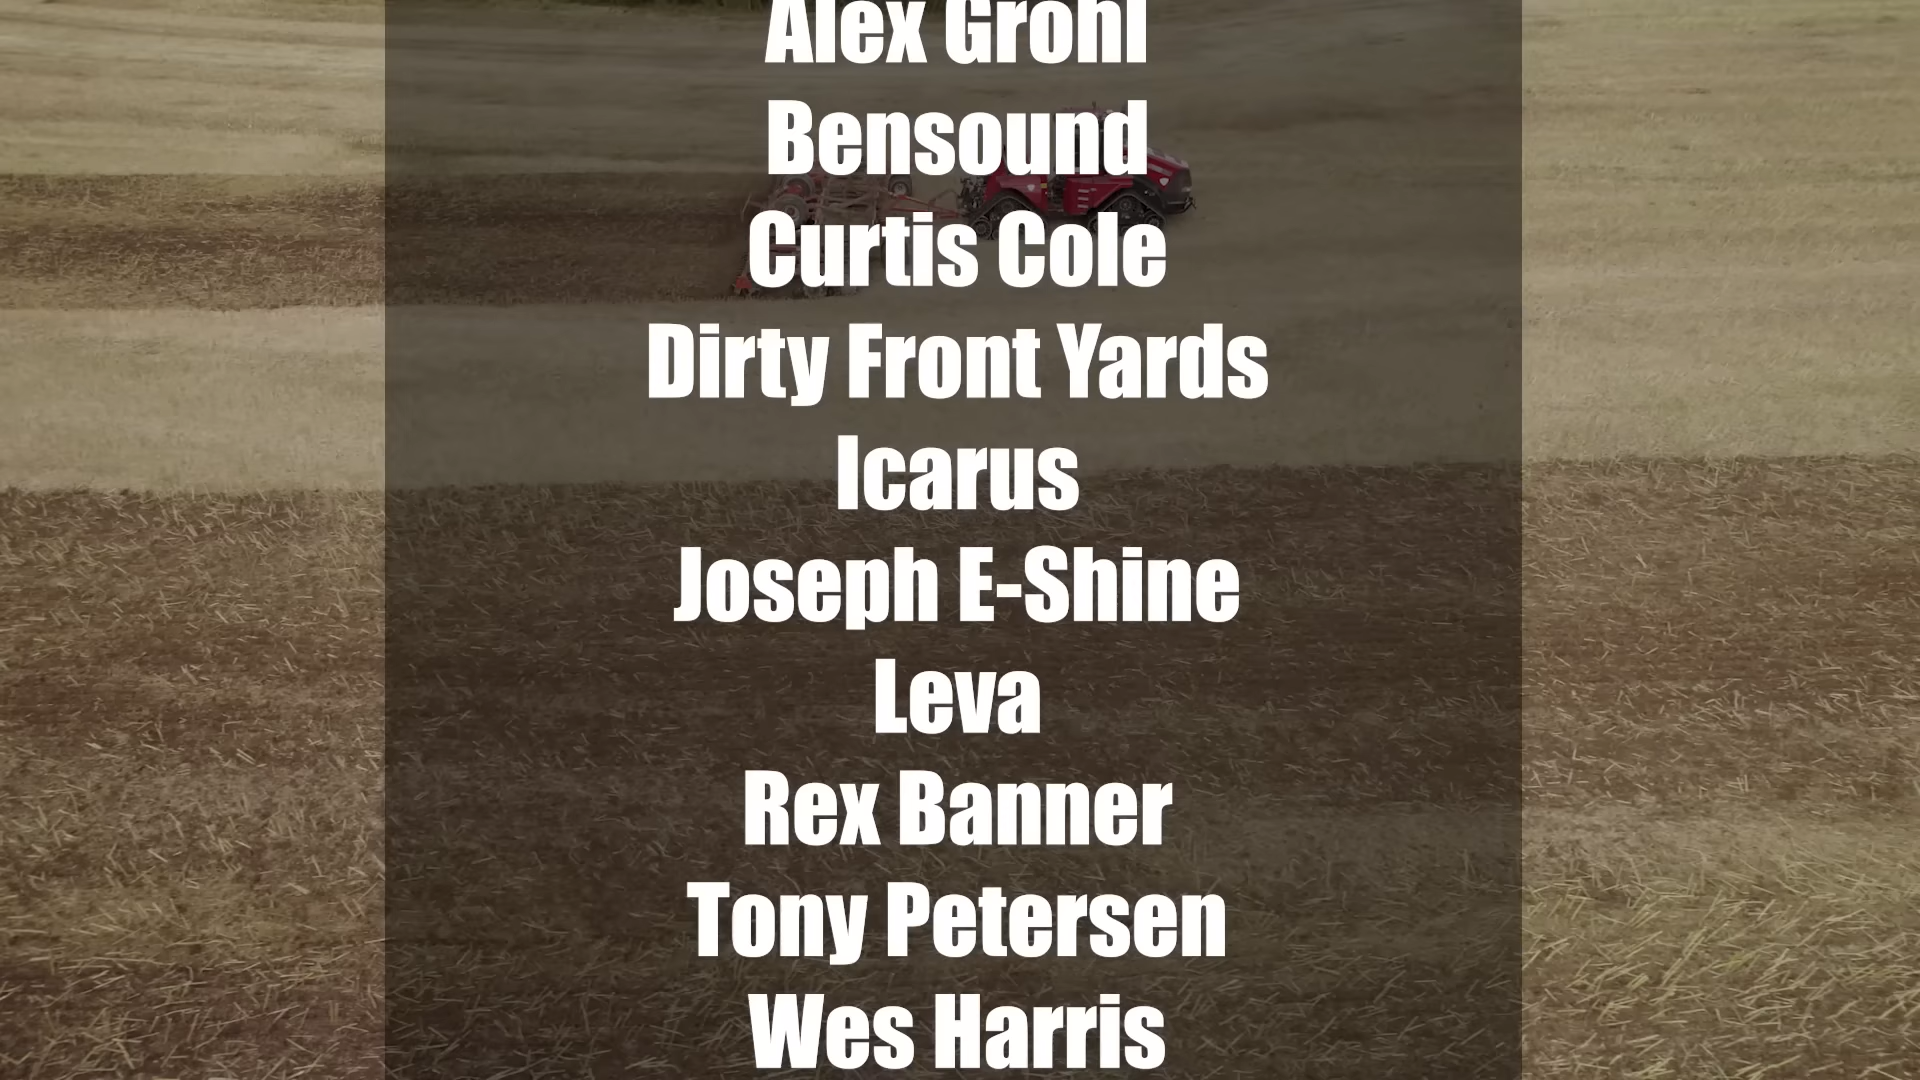 Alex Grohl
Bensound
Curtis Cole
Dirty Front Yards
Icarus
Joseph E-Shine
Leva
Rex Banner
Tony Petersen
Wes Harris